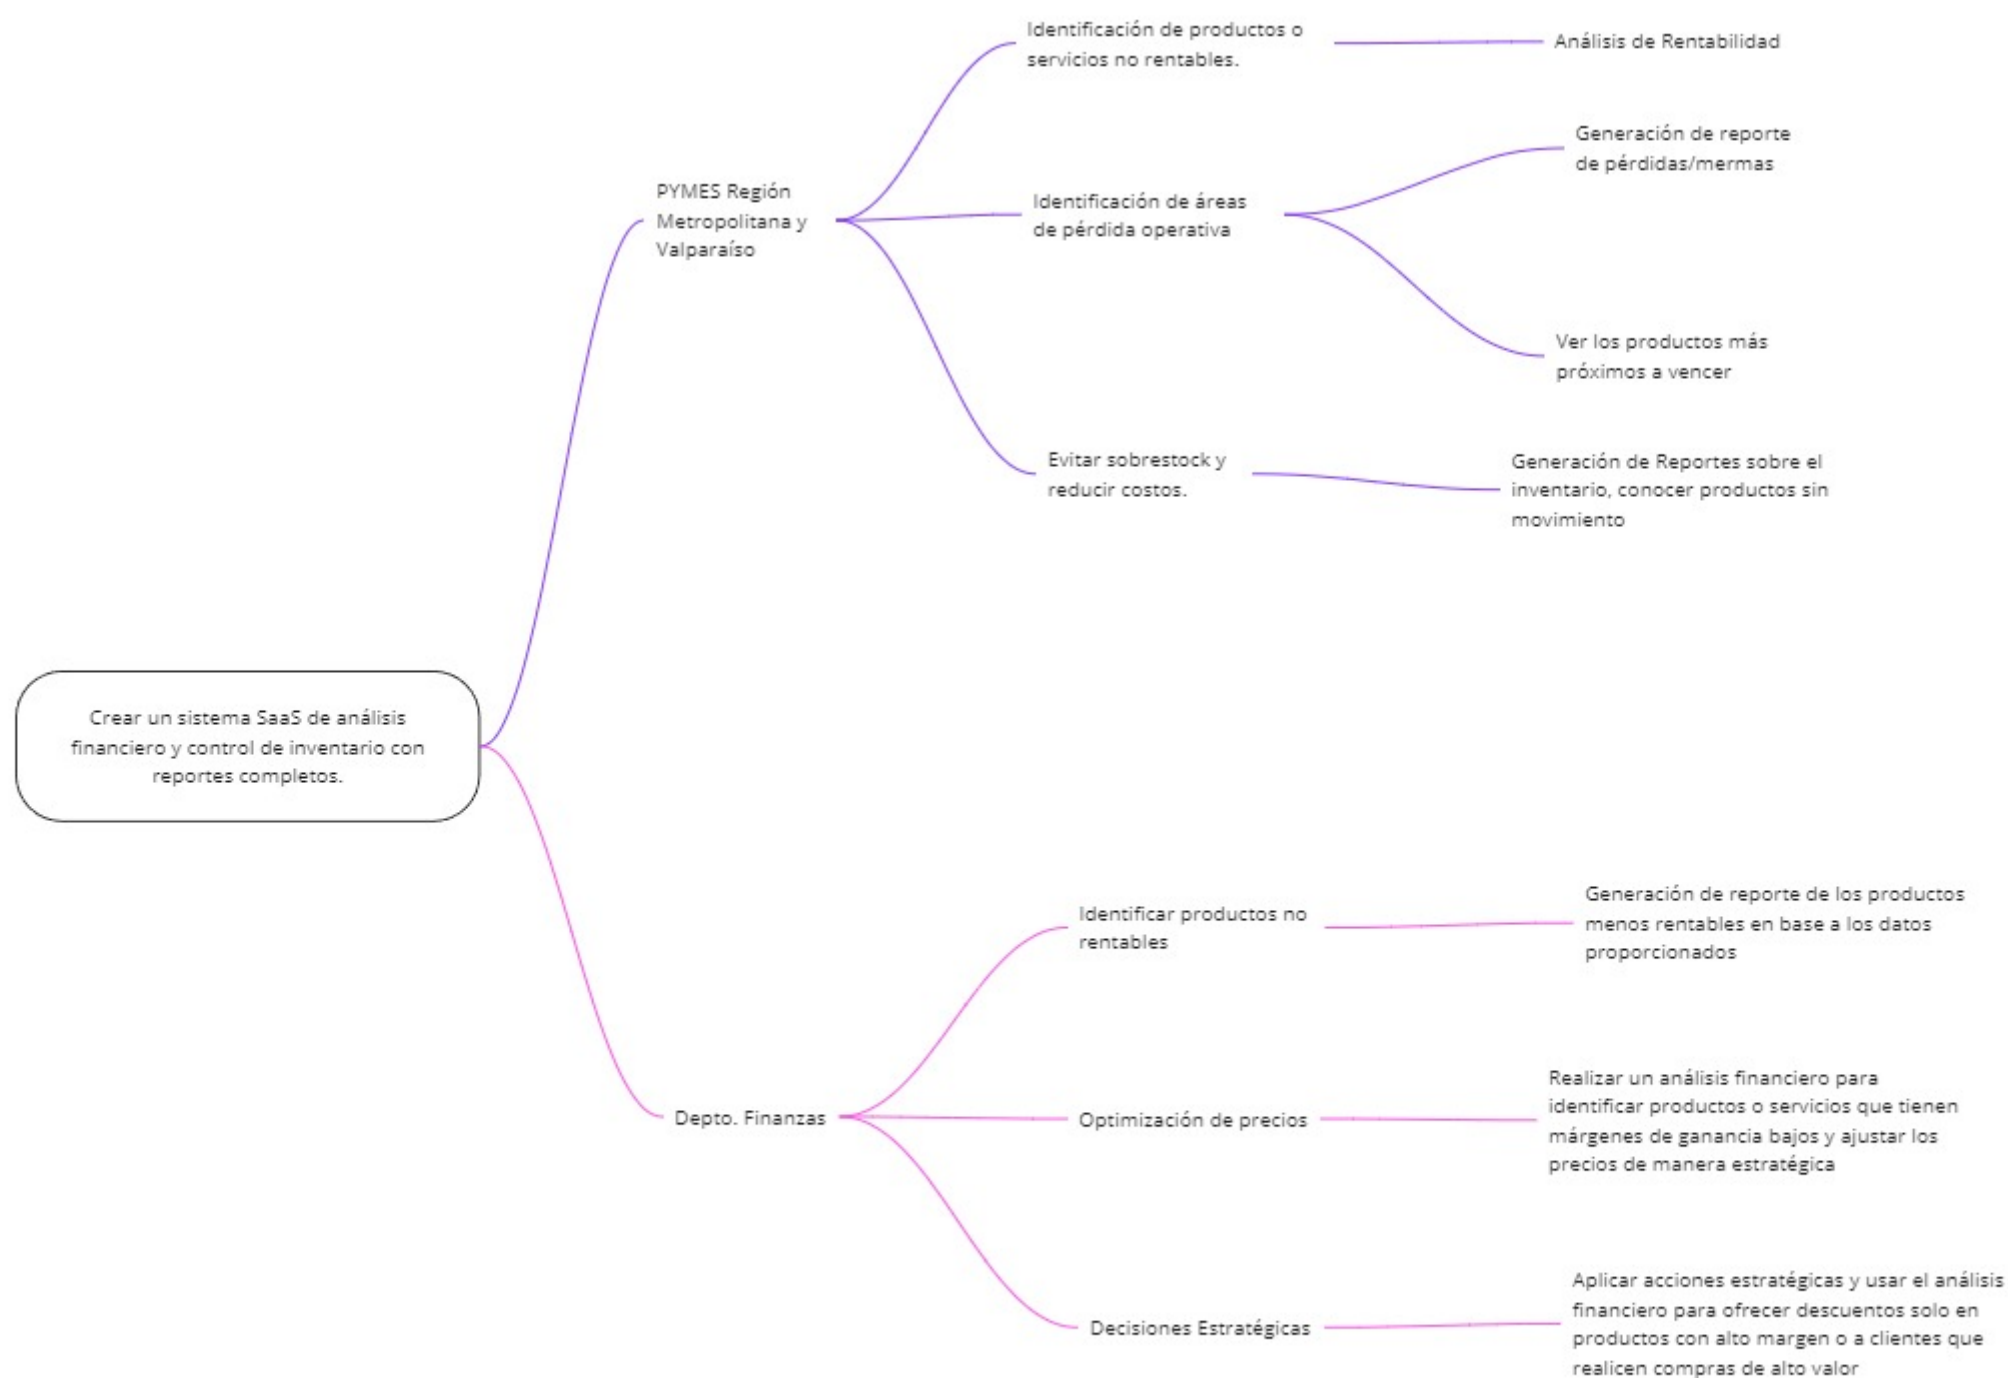 Identificación de productos o
servicios no rentables.
Análisis de Rentabilidad
Generación de reporte
de pérdidas/mermas
PYMES Región
Metropolitana y
Valparaíso
Identificación de áreas
de pérdida operativa
Ver los productos más
próximos a vencer
Evitar sobrestock y
reducir costos.
Generación de Reportes sobre el
inventario, conocer productos sin
movimiento
Crear un sistema SaaS de análisis
financiero y control de inventario con
reportes completos.
Identificar productos no
rentables
Generación de reporte de los productos
menos rentables en base a los datos
proporcionados
Depto. Finanzas
Optimización de precios
Realizar un análisis financiero para
identificar productos o servicios que tienen
márgenes de ganancia bajos y ajustar los
precios de manera estratégica
Decisiones Estratégicas
Aplicar acciones estratégicas y usar el análisis
financiero para ofrecer descuentos solo en
productos con alto margen o a clientes que
realicen compras de alto valor